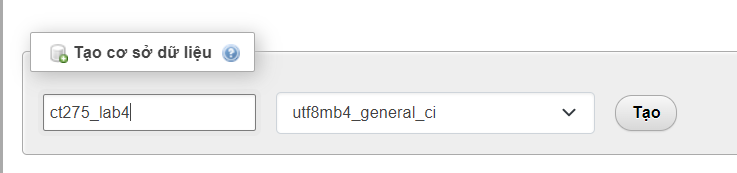 Tạo cơ sở dữ liệu
ct275_lab4 utf8mb4_general_ci Tạo